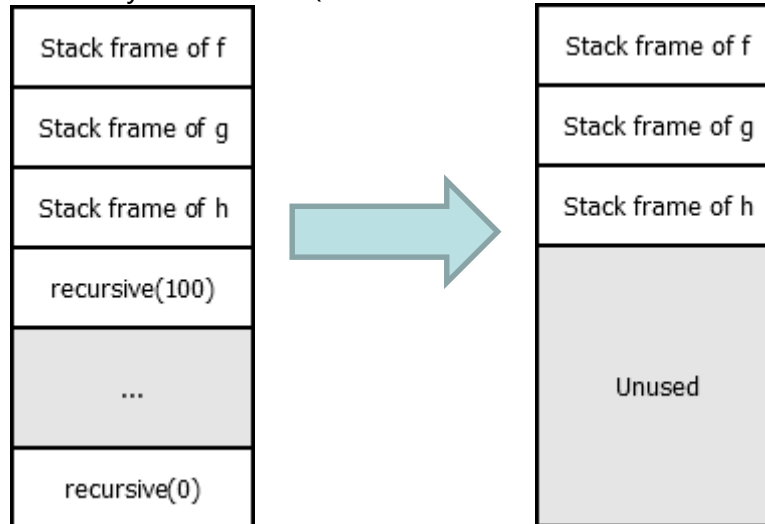 Stack frame of f
Stack frame of g
Stack frame of h
recursive(100)
...
recursive(0)
Stack frame of f
Stack frame of g
Stack frame of h
Unused